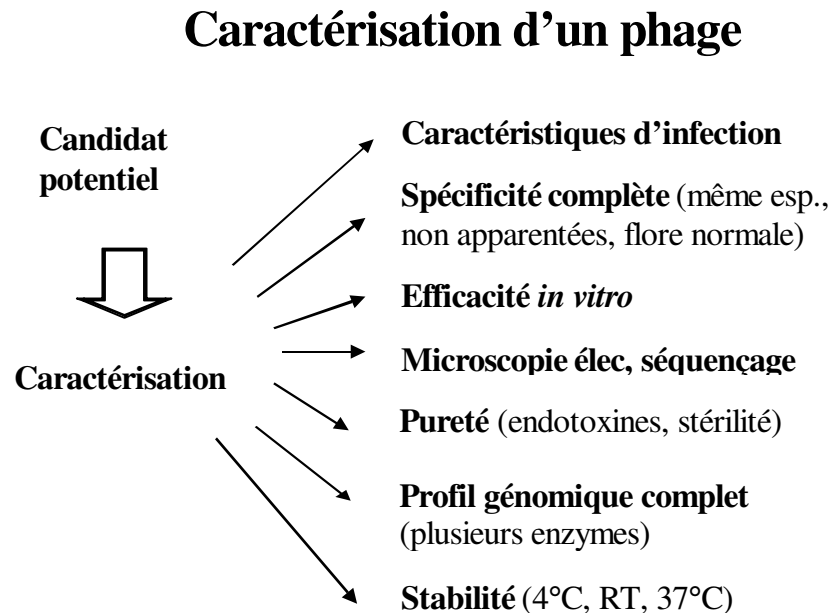 Caractérisation d’un phage
Candidat
potentiel
Caractérisation
Caractéristiques d’infection
Spécificité complète (même esp.,
non apparentées, flore normale)
Efficacité in vitro
Microscopie élec, séquençage
Pureté (endotoxines, stérilité)
Profil génomique complet
(plusieurs enzymes)
Stabilité (4°C, RT, 37°C)